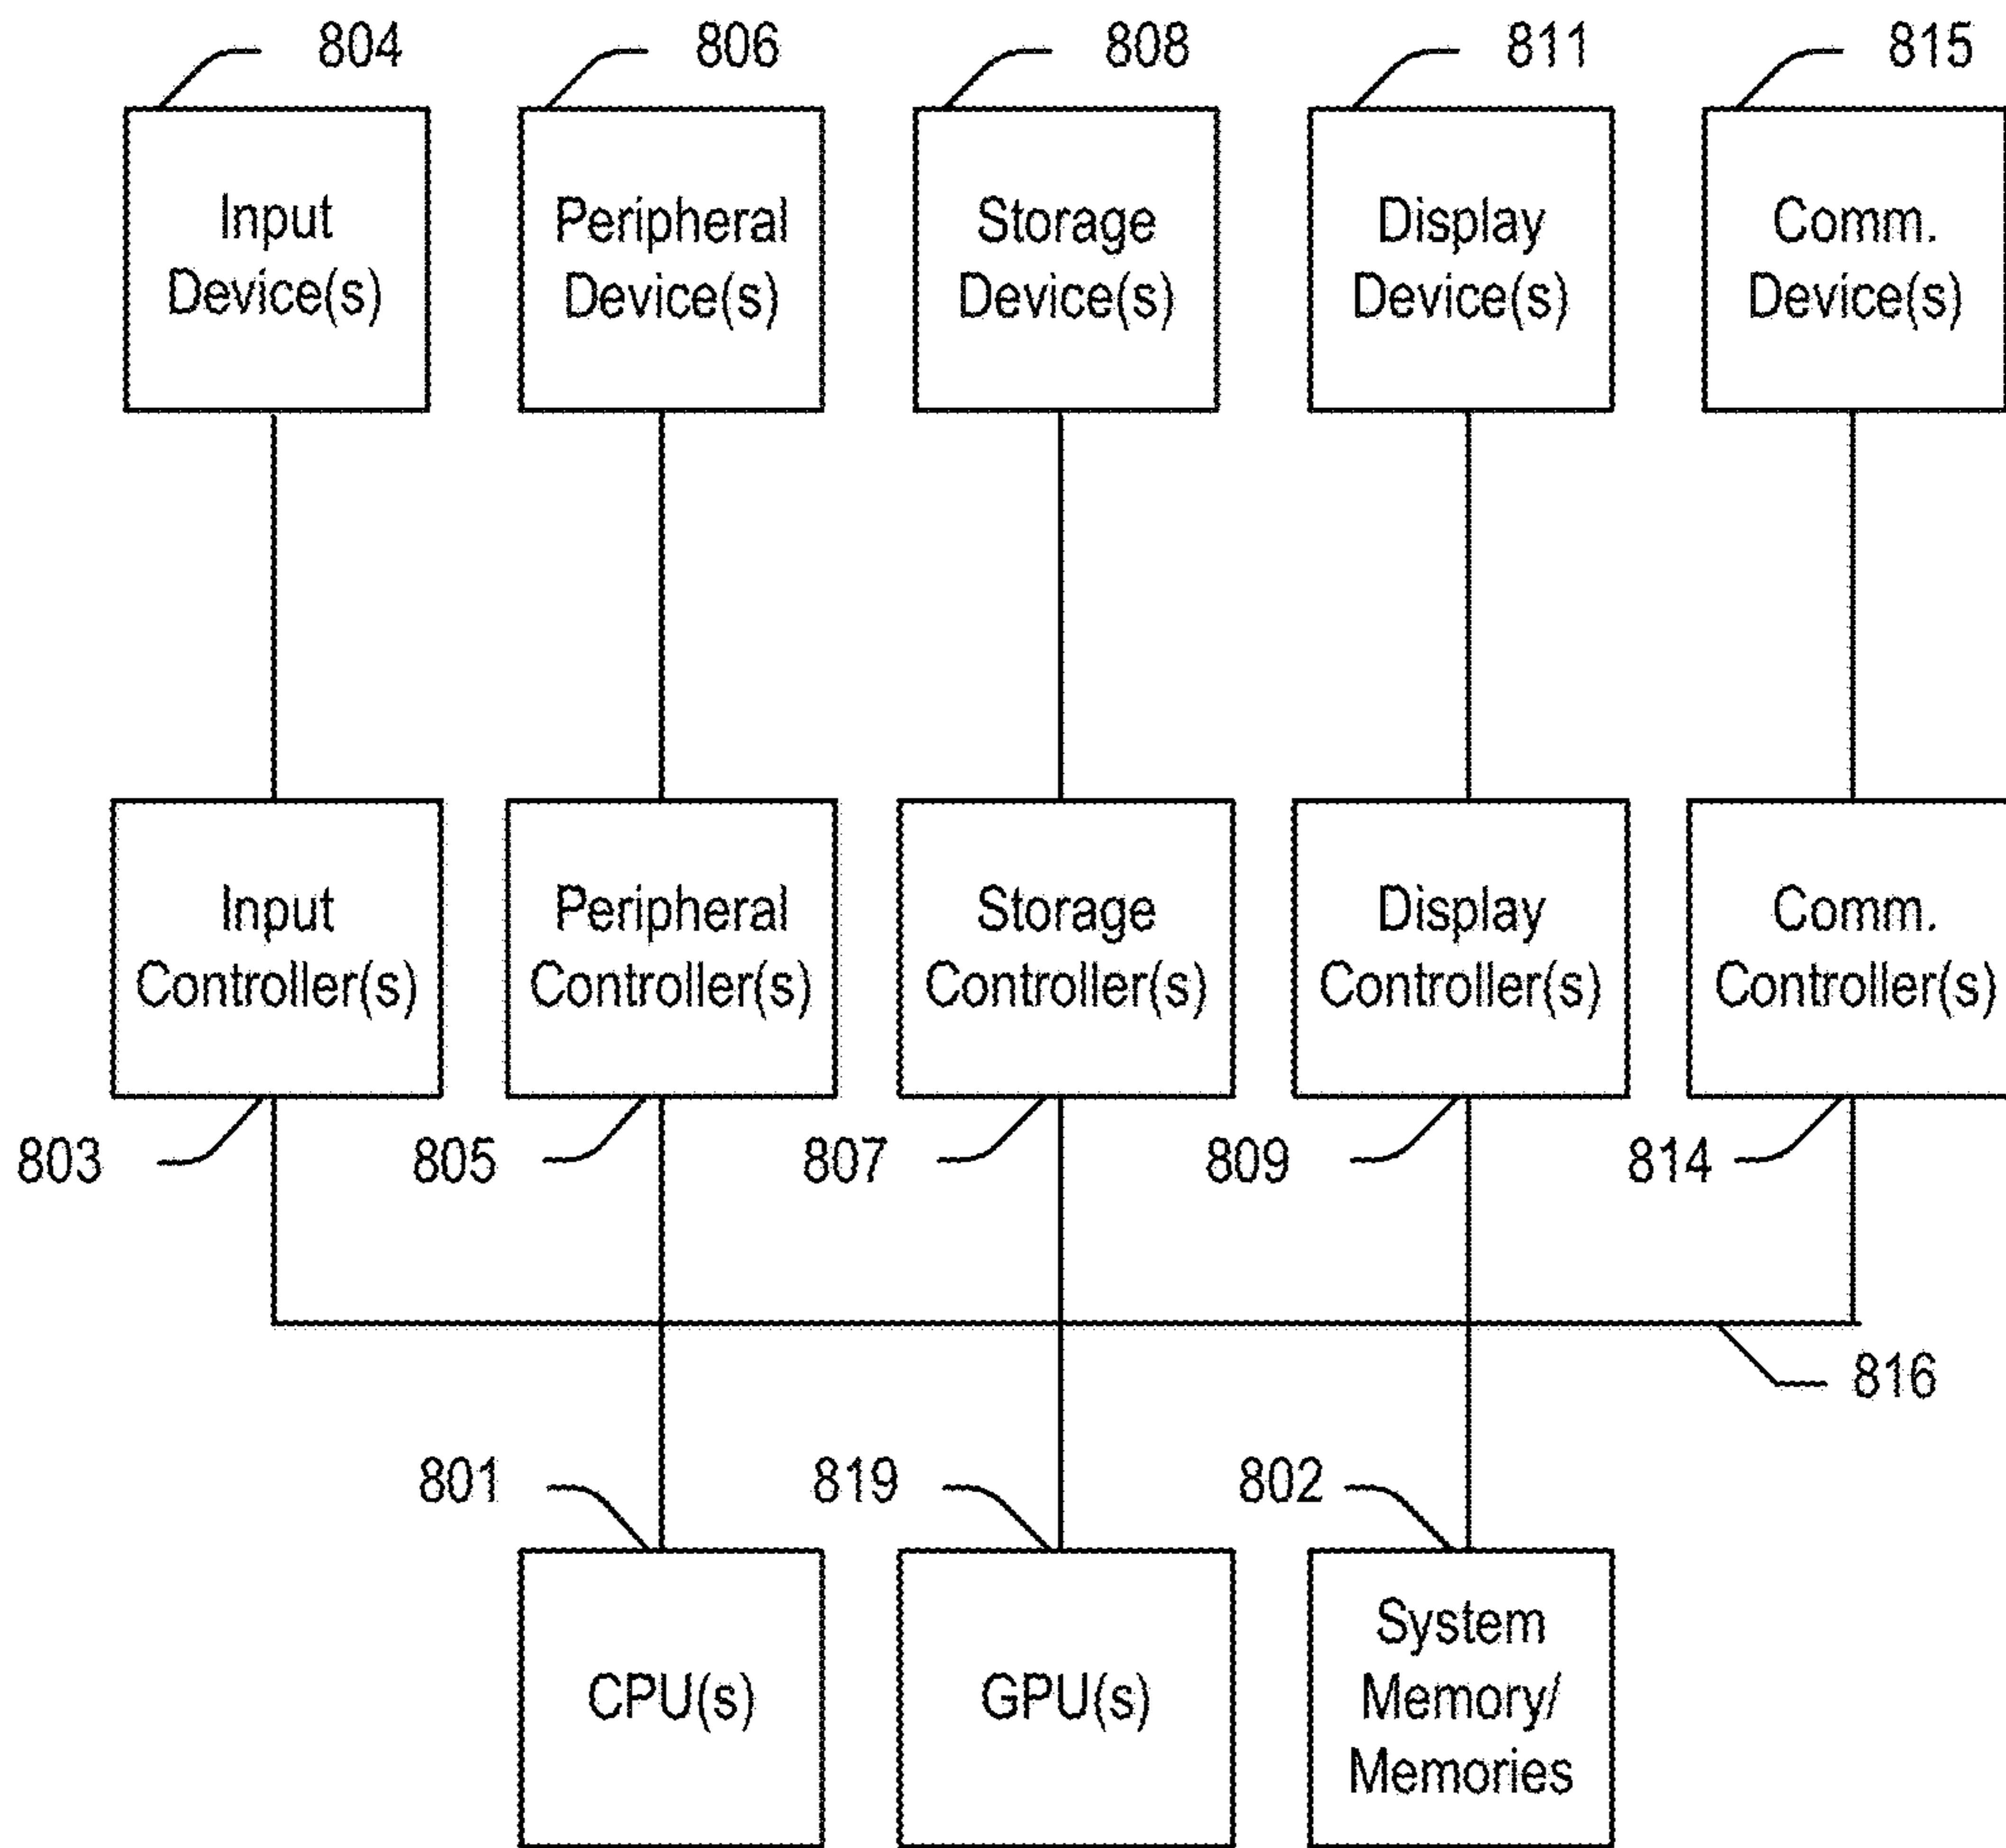 804 806 808 811 815
Input Peripheral Storage Display Comm.
Device(s) Device(s) Device(s) Device(s) Device(s)
Input Peripheral Storage Display Comm.
Controller(s) Controller(s) Controller(s) Controller(s) Controller(s)
803 805 807 809 814
816
801 819 802
CPU(s)
GPU(s)
System
Memory/
Memories